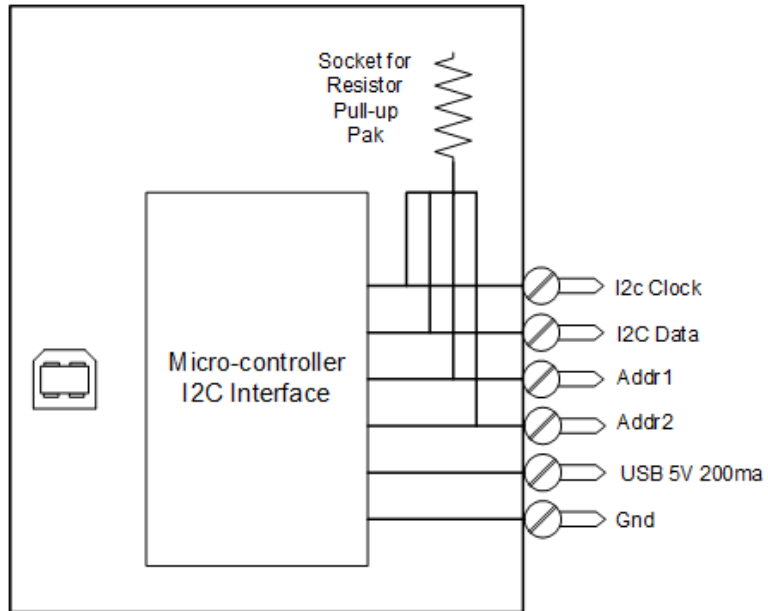 Socket for
Resistor
Pull-up
Pak
Micro-controller
I2C Interface
I2c Clock
I2C Data
Addr1
Addr2
USB 5V 200ma
Gnd